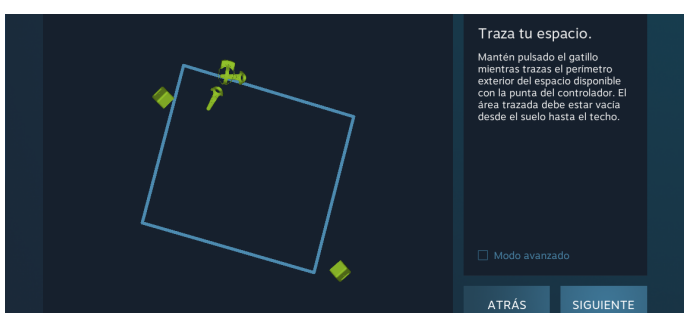 Traza tu espacio.
Mantén pulsado el gatillo
mientras trazas el perímetro
exterior del espacio disponible
con la punta del controlador. El
área trazada debe estar vacía
desde el suelo hasta el techo.
Modo avanzado
ATRÁS
SIGUIENTE